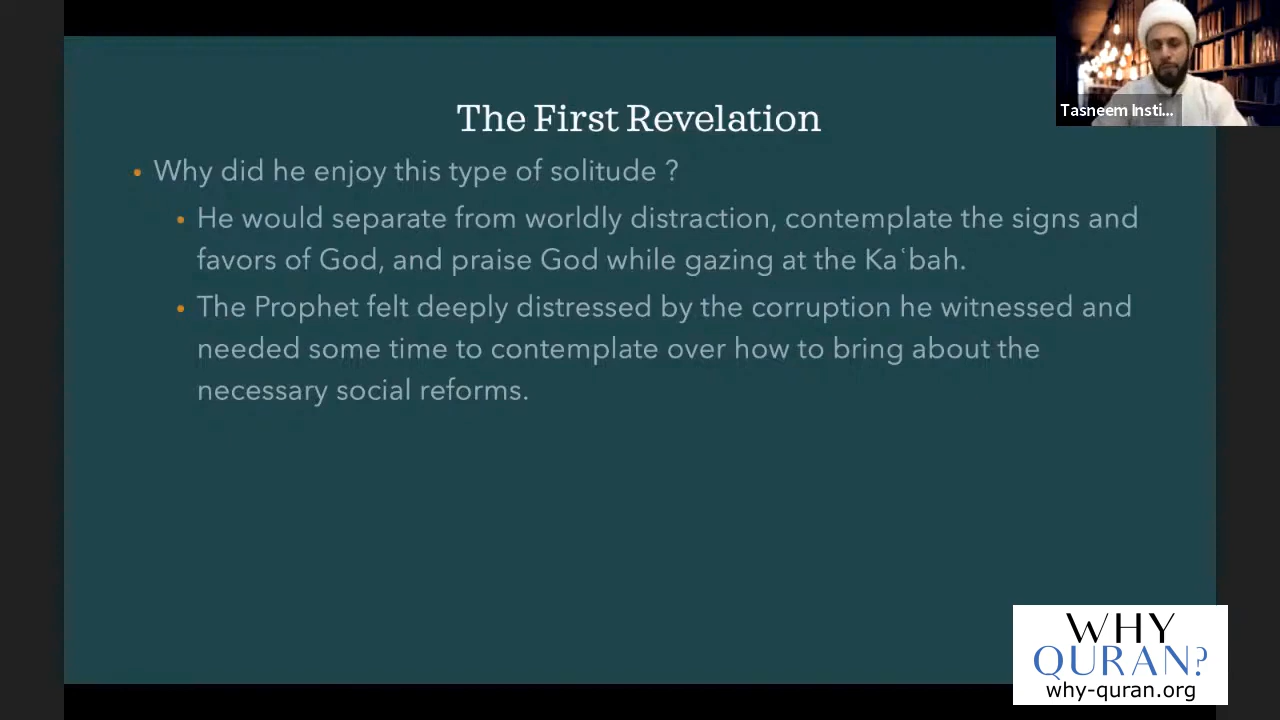 Tasneem Insti...
The First Revelation
• Why did he enjoy this type of solitude ?
• He would separate from worldly distraction, contemplate the signs and
favors of God, and praise God while gazing at the Kaʿbah.
• The Prophet felt deeply distressed by the corruption he witnessed and
needed some time to contemplate over how to bring about the
necessary social reforms.
WHY
QURAN?
why-quran.org